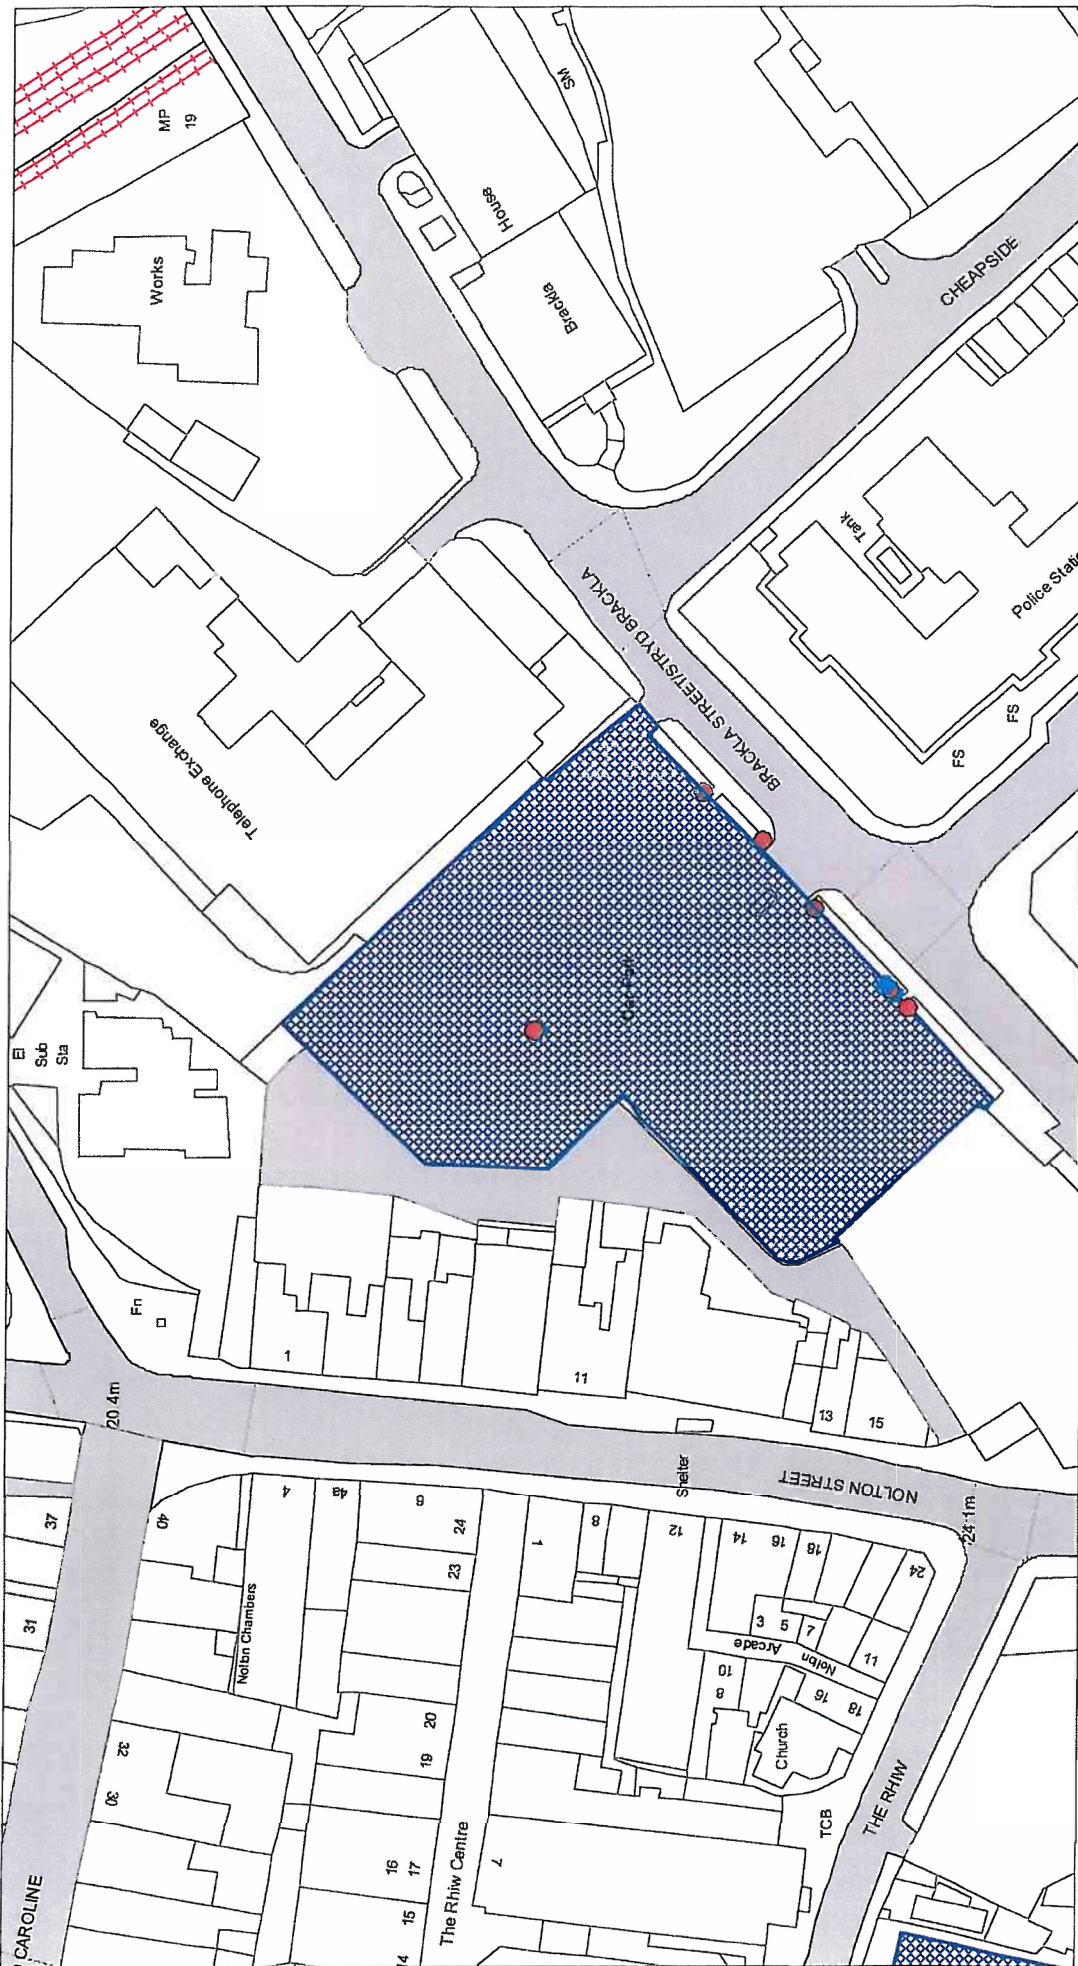 MP
19
SM
Works
House
Brackla
CHEAPSIDE
Tank
Police Static
BRACKLA STREET/STRYD BRACKLA
FS
FS
Telephone Exchange
El
Sub
Sta
Fn
1
11
13
15
20.4m
Shelter
NOLTON STREET
24.1m
37
31
40
4
4a
6
24
23
1
8
12
14
16
18
24
Nolton Chambers
3
5
7
11
Nolton Arcade
10
8
16
18
Church
32
30
20
19
16
17
15
14
The Rhiw Centre
7
TCB
THE RHIW
CAROLINE